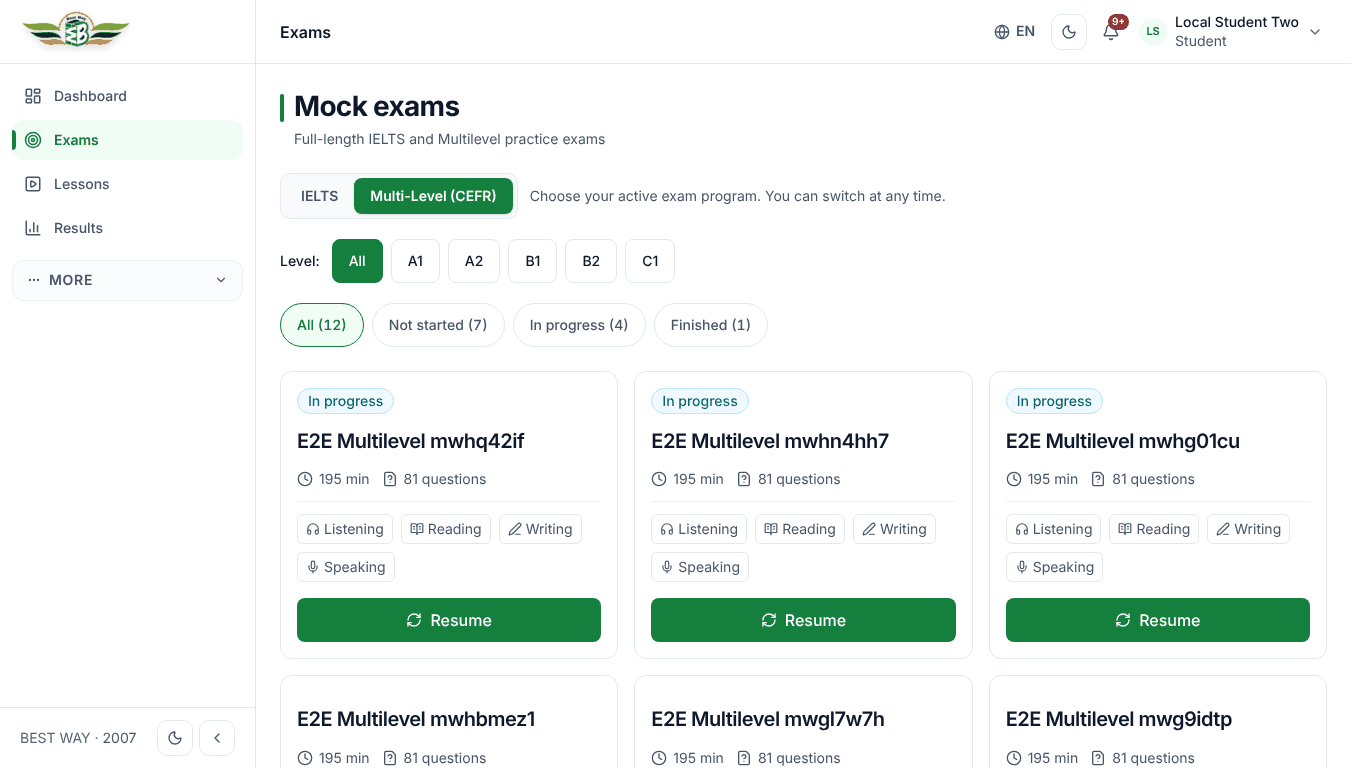 Best Way
Dashboard
Exams
Lessons
Results
MORE
BEST WAY · 2007
Exams
EN
9+
LS
Local Student Two
Student
Mock exams
Full-length IELTS and Multilevel practice exams
IELTS
Multi-Level (CEFR)
Choose your active exam program. You can switch at any time.
Level:
All
A1
A2
B1
B2
C1
All (12)
Not started (7)
In progress (4)
Finished (1)
In progress
E2E Multilevel mwhq42if
195 min
81 questions
Listening
Reading
Writing
Speaking
Resume
In progress
E2E Multilevel mwhn4hh7
195 min
81 questions
Listening
Reading
Writing
Speaking
Resume
In progress
E2E Multilevel mwhg01cu
195 min
81 questions
Listening
Reading
Writing
Speaking
Resume
E2E Multilevel mwhbmez1
195 min
81 questions
E2E Multilevel mwgl7w7h
195 min
81 questions
E2E Multilevel mwg9idtp
195 min
81 questions